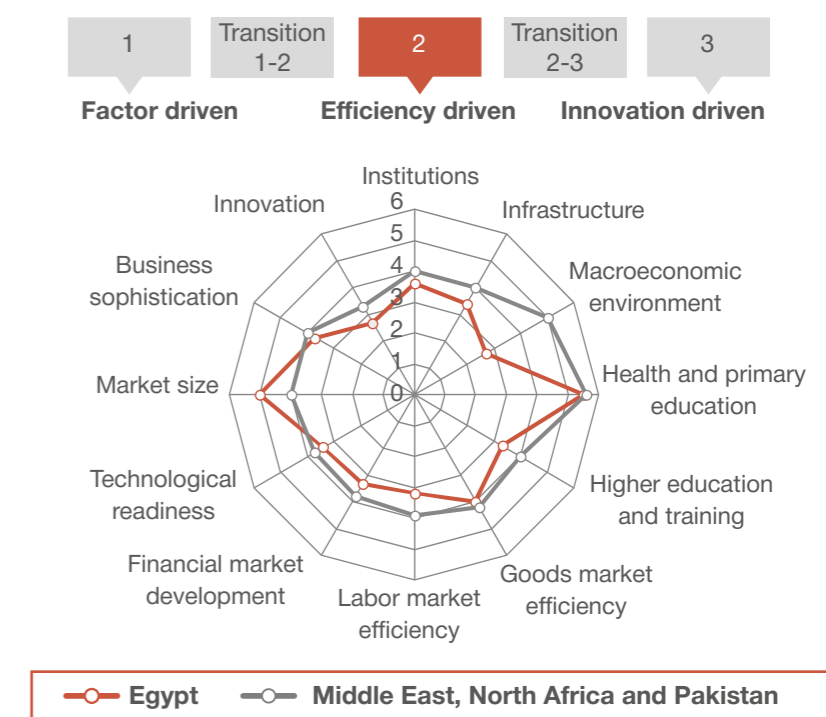 1
Transition
1-2
2
Transition
2-3
3
Factor driven
Efficiency driven
Innovation driven
Institutions
Innovation
Infrastructure
Business
sophistication
Macroeconomic
environment
Market size
Health and primary
education
Technological
readiness
Higher education
and training
Financial market
development
Goods market
efficiency
Labor market
efficiency
6
5
4
3
2
1
0
Egypt
Middle East, North Africa and Pakistan